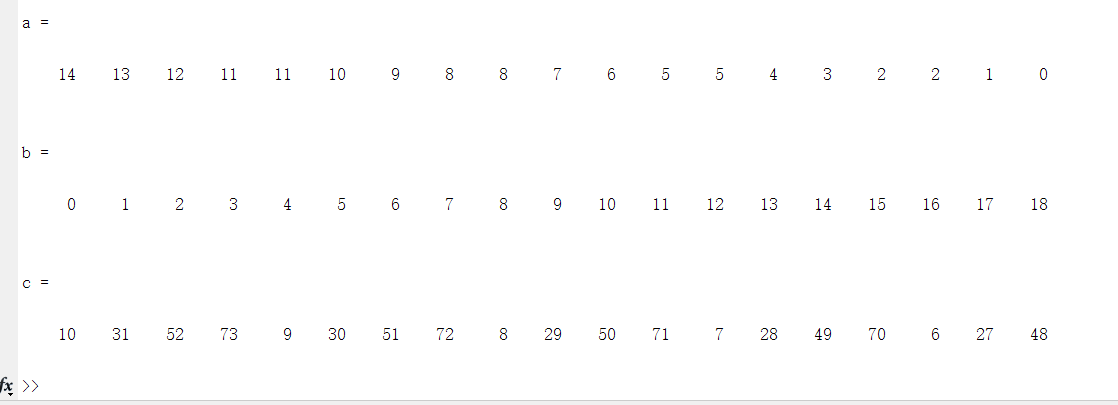 a =
14 13 12 11 11 10 9 8 8 7 6 5 5 4 3 2 2 1 0
b =
0 1 2 3 4 5 6 7 8 9 10 11 12 13 14 15 16 17 18
c =
10 31 52 73 9 30 51 72 8 29 50 71 7 28 49 70 6 27 48
fx >>